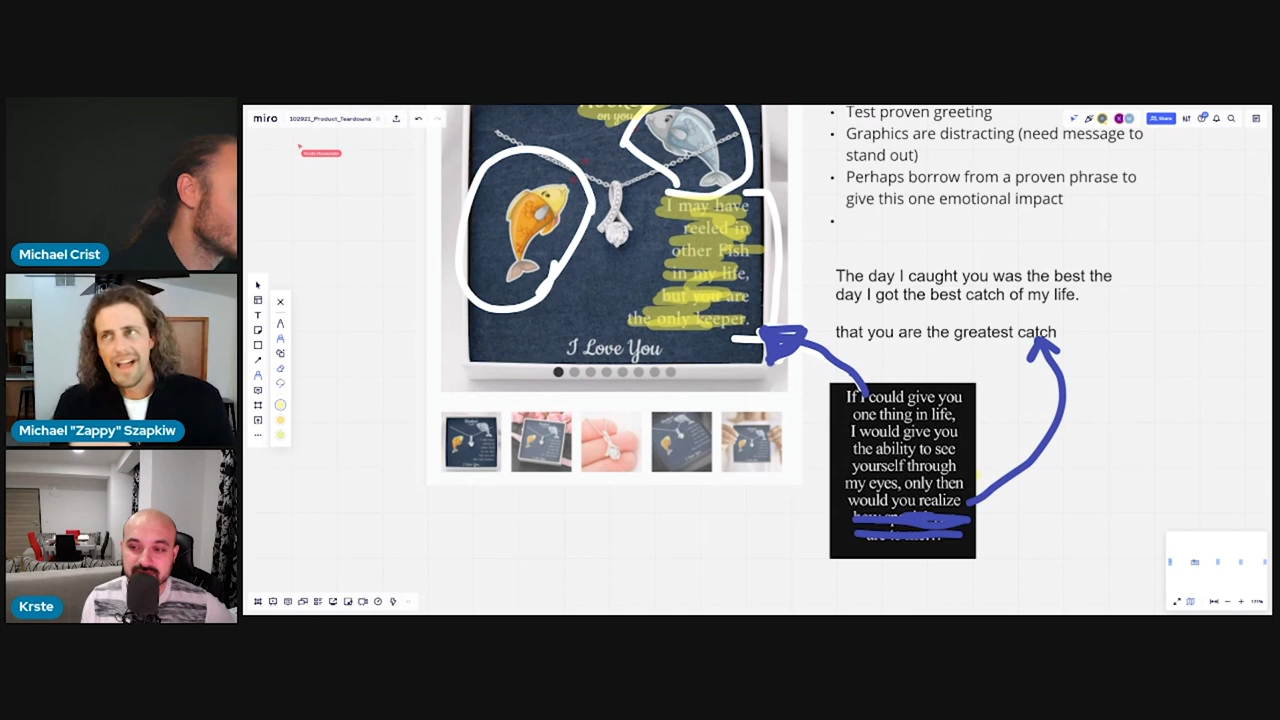 Michael Crist
Michael "Zappy" Szapkiw
Krste
miro
102921_Product_Teardowns
Share
on you
I may have
reeled in
other Fish
in my life,
but you are
the only keeper.
I Love You
• Test proven greeting
• Graphics are distracting (need message to
stand out)
• Perhaps borrow from a proven phrase to
give this one emotional impact
•
The day I caught you was the best the
day I got the best catch of my life.
that you are the greatest catch
If I could give you
one thing in life,
I would give you
the ability to see
yourself through
my eyes, only then
would you realize